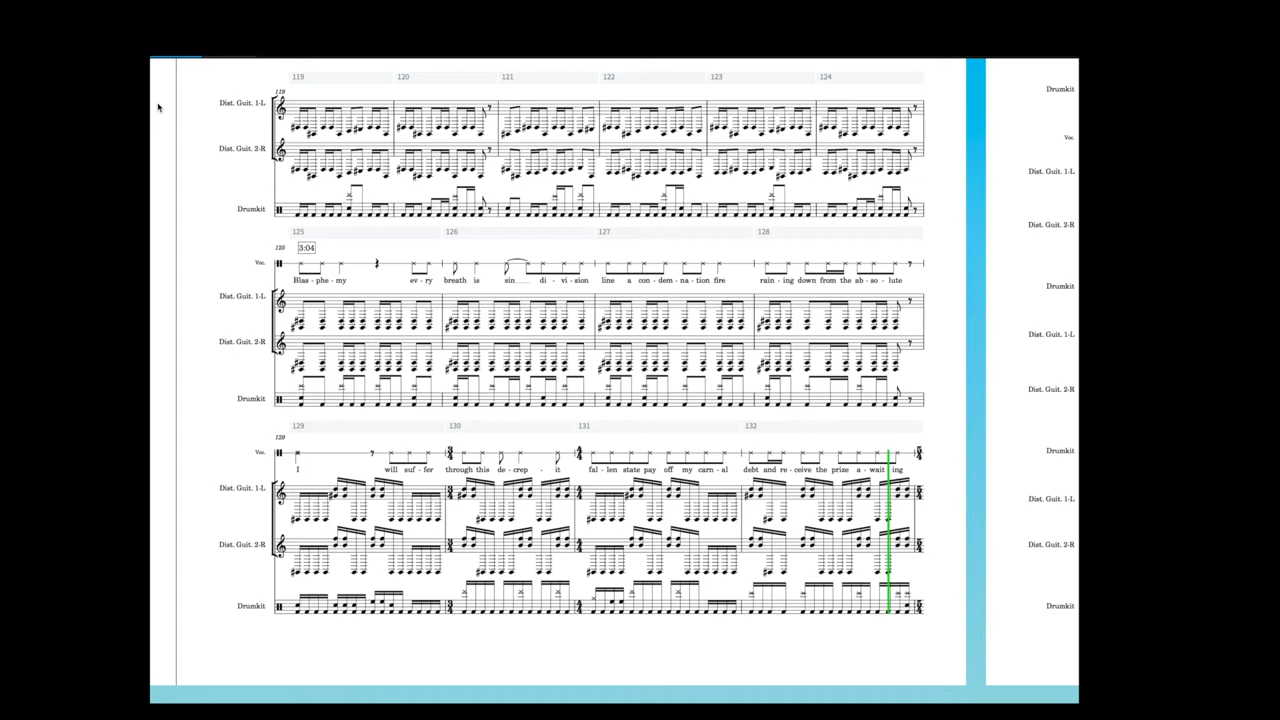 119 120 121 122 123 124
119
Dist. Guit. 1-L
Dist. Guit. 2-R
Drumkit
125 126 127 128
125 3:04
Voc.
Blas - phe - my ev - ry breath is sin di - vi - sion line a con - dem - na - tion fire rain - ing down from the ab - so - lute
Dist. Guit. 1-L
Dist. Guit. 2-R
Drumkit
129 130 131 132
129
Voc.
I will suf - fer through this de - crep - it fal - len state pay off my carn - al debt and re - ceive the prize a - wait ing
Dist. Guit. 1-L
Dist. Guit. 2-R
Drumkit
Drumkit
Voc.
Dist. Guit. 1-L
Dist. Guit. 2-R
Drumkit
Dist. Guit. 1-L
Dist. Guit. 2-R
Drumkit
Dist. Guit. 1-L
Dist. Guit. 2-R
Drumkit